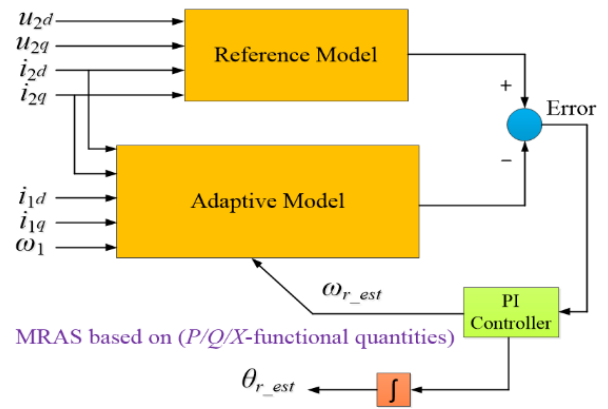 u2d
u2q
i2d
i2q
Reference Model
+
Error
−
Adaptive Model
i1d
i1q
ω1
ωr_est
PI
Controller
MRAS based on (P/Q/X-functional quantities)
θr_est
∫